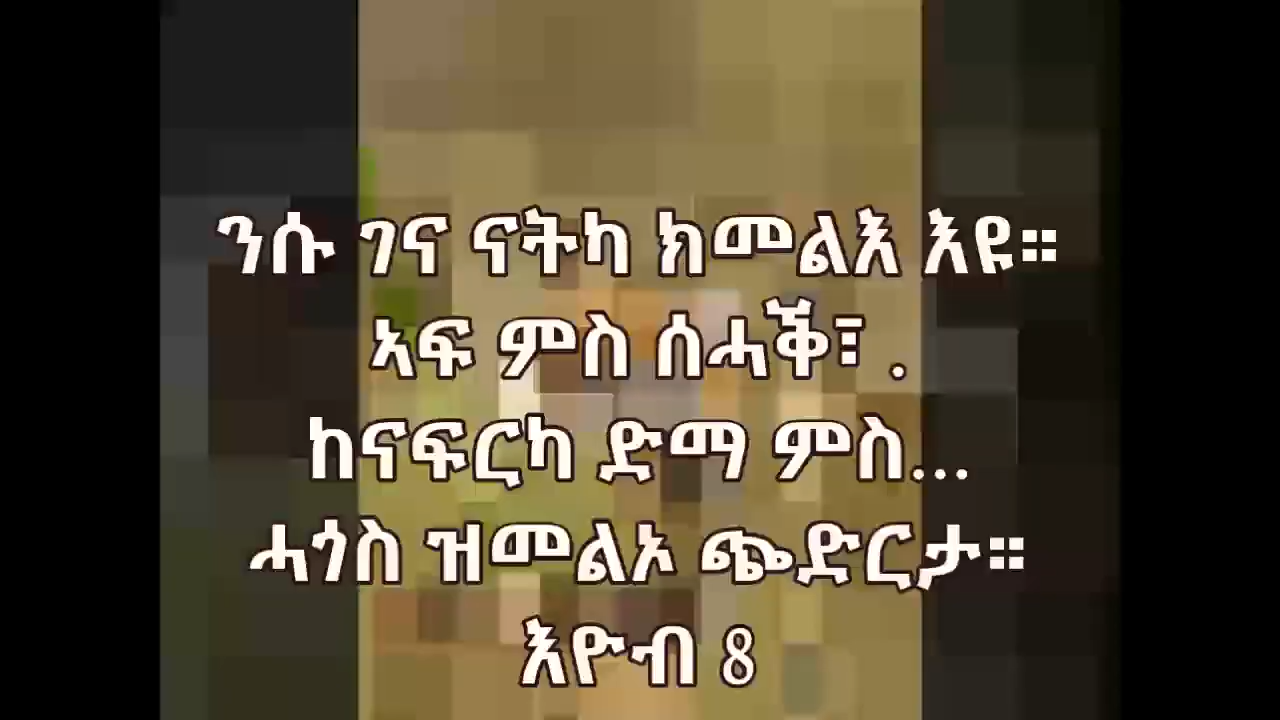 ንሱ ገና ናትካ ክመልእ እዩ።
ኣፍ ምስ ሰሓቕ፣ .
ከናፍርካ ድማ ምስ...
ሓጎስ ዝመልኦ ጭድርታ።
እዮብ 8